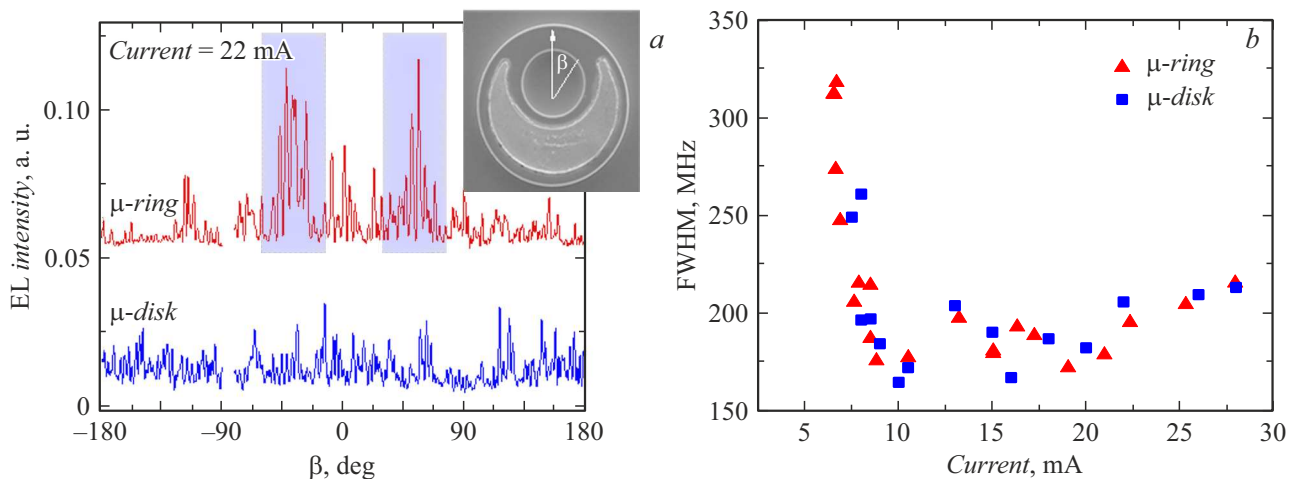 Current = 22 mA
a
β
0.10
0.05
0
EL intensity, a. u.
μ-ring
μ-disk
–180
–90
0
90
180
β, deg
b
μ-ring
μ-disk
350
300
250
200
150
FWHM, MHz
5
10
15
20
25
30
Current, mA